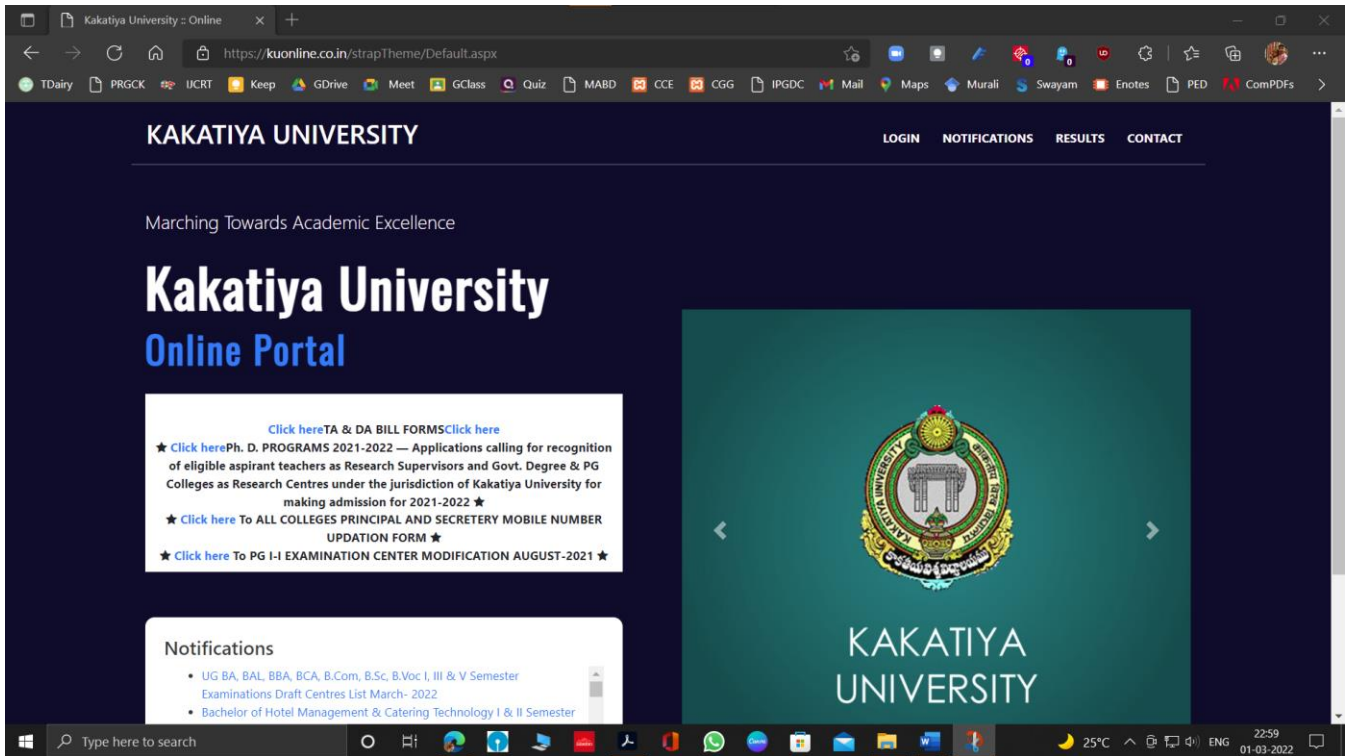 Kakatiya University :: Online
https://kuonline.co.in/strapTheme/Default.aspx
TDairy PRGCK UCRT Keep GDrive Meet GClass Quiz MABD CCE CGG IPGDC Mail Maps Murali Swayam Enotes PED ComPDFs
KAKATIYA UNIVERSITY
LOGIN NOTIFICATIONS RESULTS CONTACT
Marching Towards Academic Excellence
Kakatiya University
Online Portal
Click hereTA & DA BILL FORMSClick here
★ Click herePh. D. PROGRAMS 2021-2022 — Applications calling for recognition
of eligible aspirant teachers as Research Supervisors and Govt. Degree & PG
Colleges as Research Centres under the jurisdiction of Kakatiya University for
making admission for 2021-2022 ★
★ Click here To ALL COLLEGES PRINCIPAL AND SECRETERY MOBILE NUMBER
UPDATION FORM ★
★ Click here To PG I-I EXAMINATION CENTER MODIFICATION AUGUST-2021 ★
Notifications
• UG BA, BAL, BBA, BCA, B.Com, B.Sc, B.Voc I, III & V Semester
Examinations Draft Centres List March- 2022
• Bachelor of Hotel Management & Catering Technology I & II Semester
KAKATIYA UNIVERSITY
KAKATIYA
UNIVERSITY
Type here to search
25°C
ENG
22:59
01-03-2022